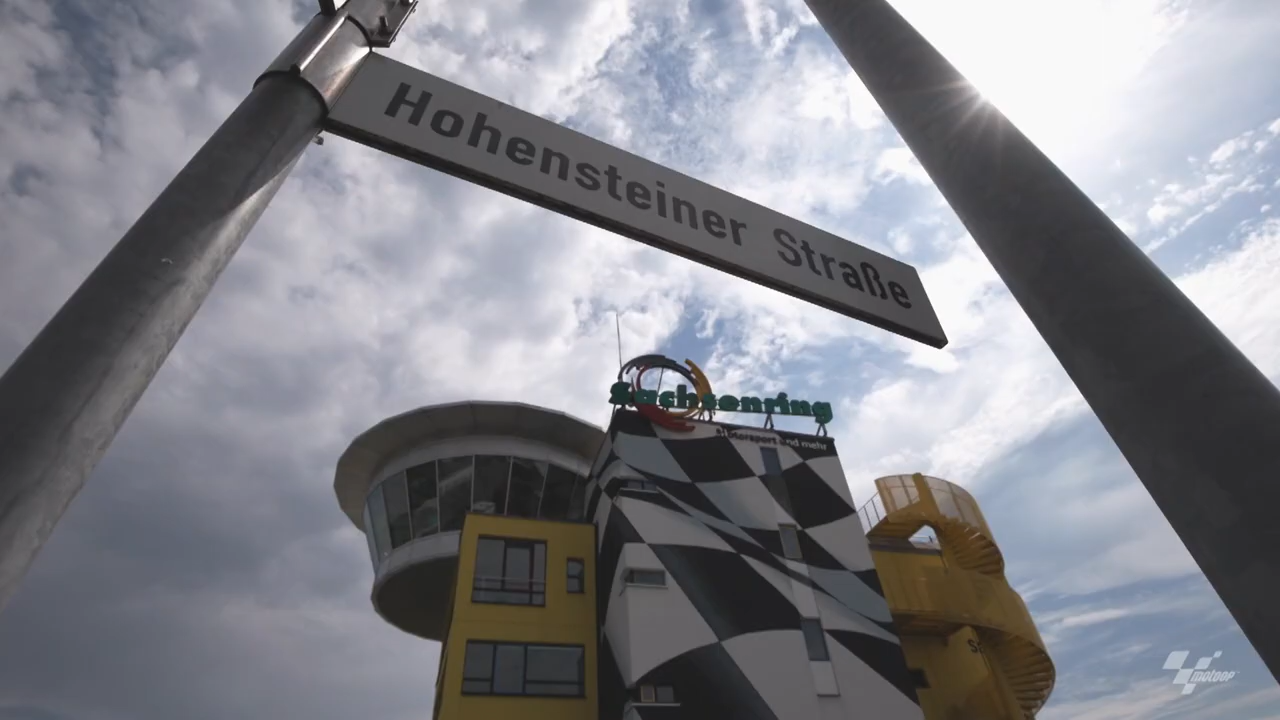 Hohensteiner Straße
Sachsenring
Motorsport und mehr
MotoGP